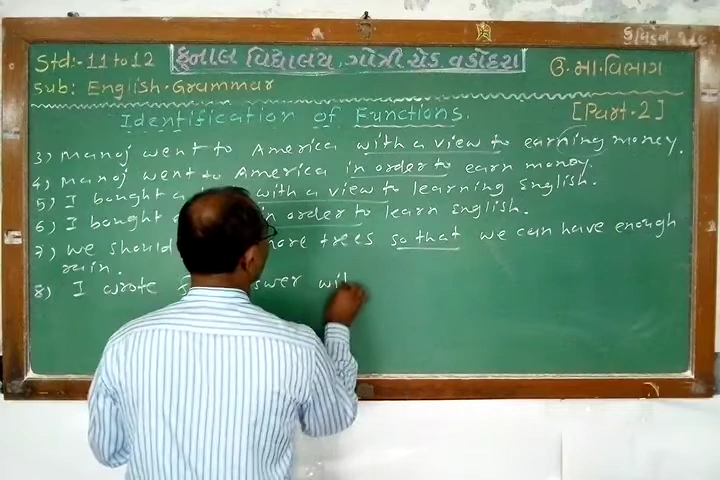 Std:- 11 to 12
કુનાલ વિદ્યાલય, ગોત્રી રોડ, વડોદરા
ઉ.મા.વિભાગ
Sub: English.Grammar
Identification of Functions.
[Part.2]
3) Manoj went to America with a view to earning money.
4) Manoj went to America in order to earn money.
5) I bought a with a view to learning English.
6) I bought in order to learn English.
7) We should more trees so that we can have enough
rain.
8) I wrote wi